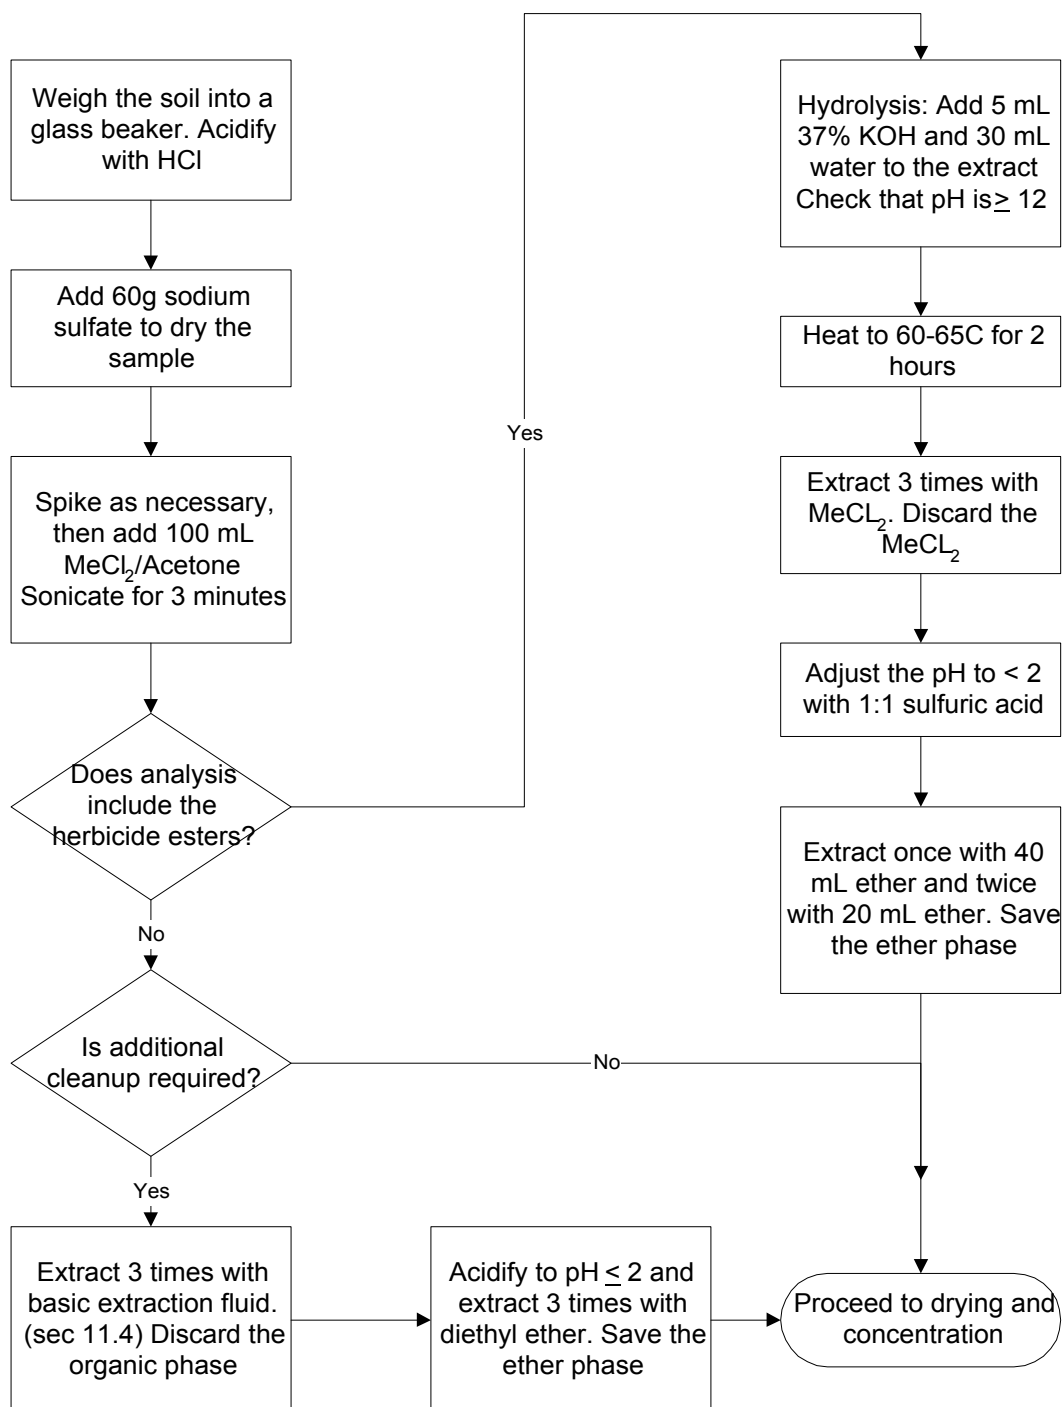 Weigh the soil into a
glass beaker. Acidify
with HCl
Add 60g sodium
sulfate to dry the
sample
Spike as necessary,
then add 100 mL
MeCl₂/Acetone
Sonicate for 3 minutes
Does analysis
include the
herbicide esters?
Yes
No
Is additional
cleanup required?
No
Yes
Extract 3 times with
basic extraction fluid.
(sec 11.4) Discard the
organic phase
Acidify to pH ≤ 2 and
extract 3 times with
diethyl ether. Save the
ether phase
Hydrolysis: Add 5 mL
37% KOH and 30 mL
water to the extract
Check that pH is ≥ 12
Heat to 60-65C for 2
hours
Extract 3 times with
MeCL₂. Discard the
MeCL₂
Adjust the pH to < 2
with 1:1 sulfuric acid
Extract once with 40
mL ether and twice
with 20 mL ether. Save
the ether phase
Proceed to drying and
concentration